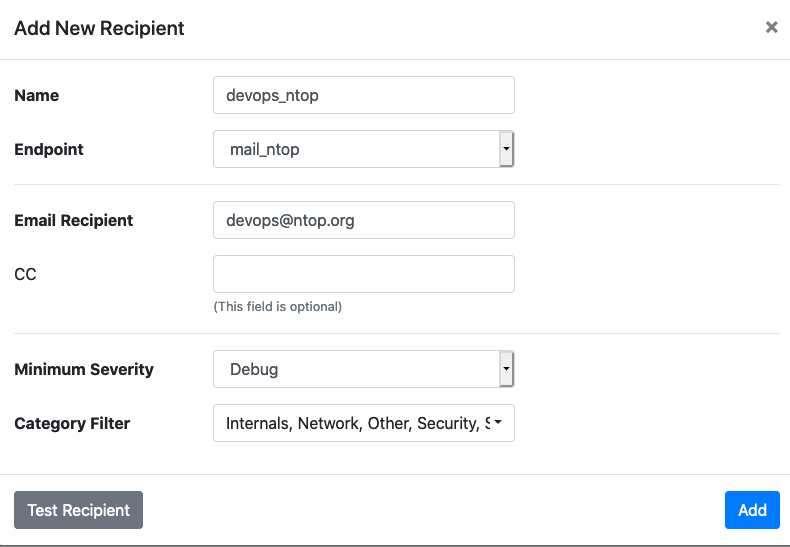 Add New Recipient ×
Name devops_ntop
Endpoint mail_ntop
Email Recipient devops@ntop.org
CC
(This field is optional)
Minimum Severity Debug
Category Filter Internals, Network, Other, Security,
Test Recipient Add